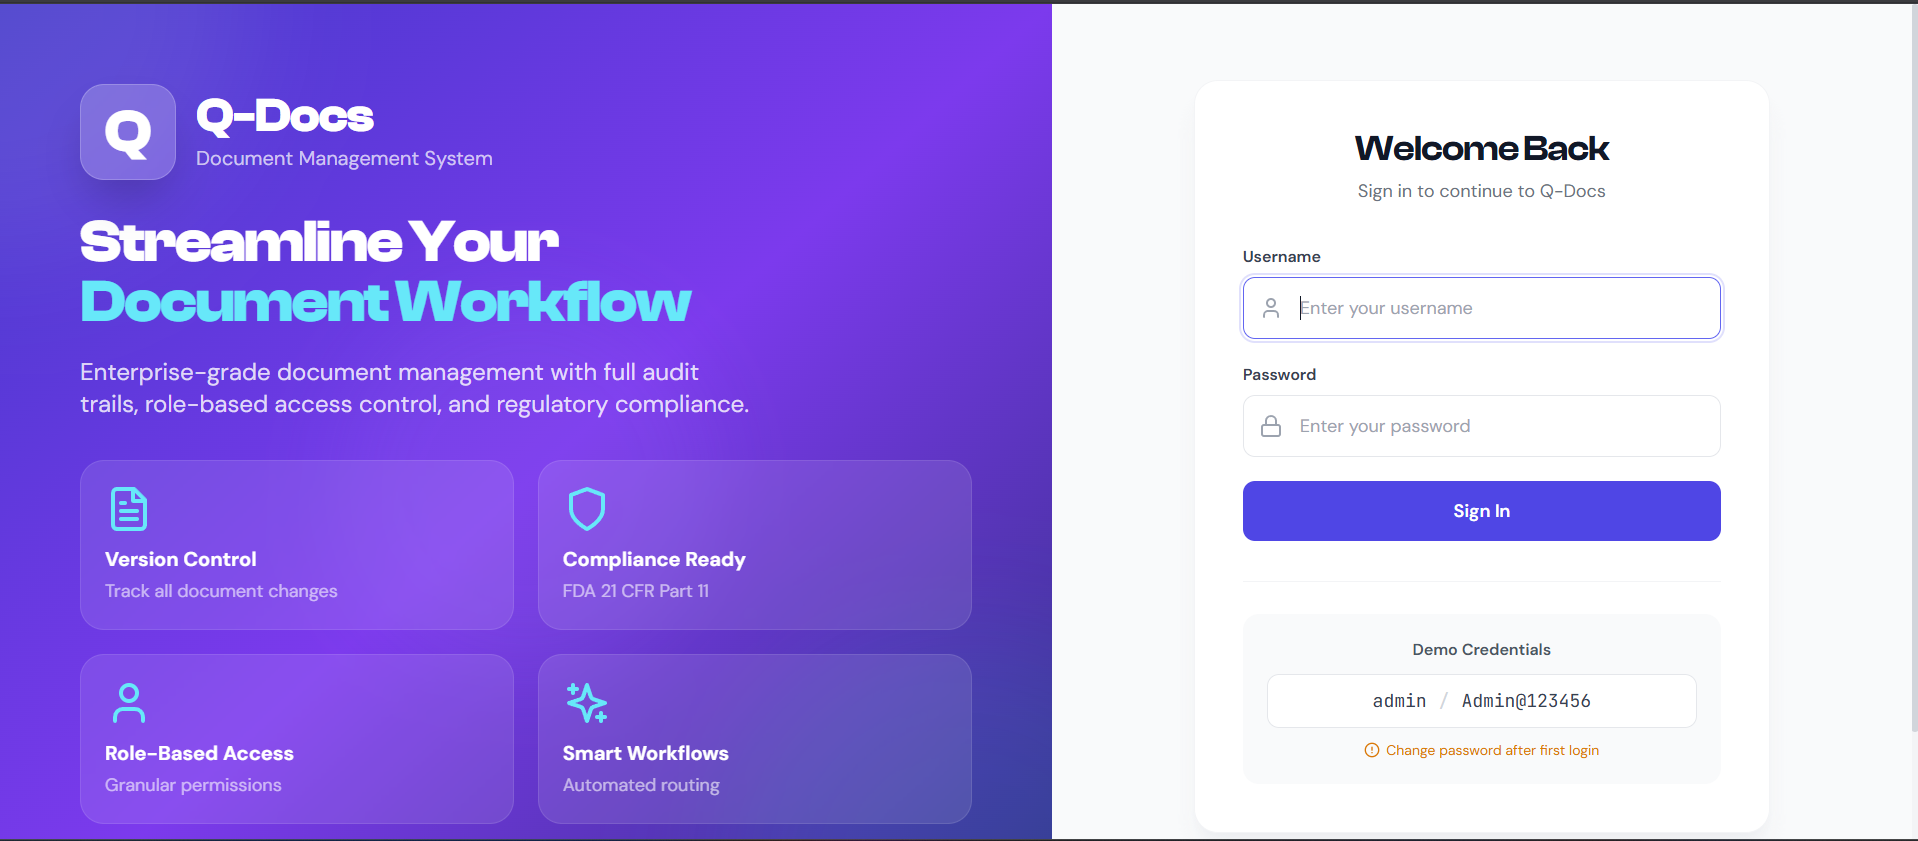 Q
Q-Docs
Document Management System
Streamline Your
Document Workflow
Enterprise-grade document management with full audit
trails, role-based access control, and regulatory compliance.
Version Control
Track all document changes
Compliance Ready
FDA 21 CFR Part 11
Role-Based Access
Granular permissions
Smart Workflows
Automated routing
Welcome Back
Sign in to continue to Q-Docs
Username
Enter your username
Password
Enter your password
Sign In
Demo Credentials
admin / Admin@123456
Change password after first login